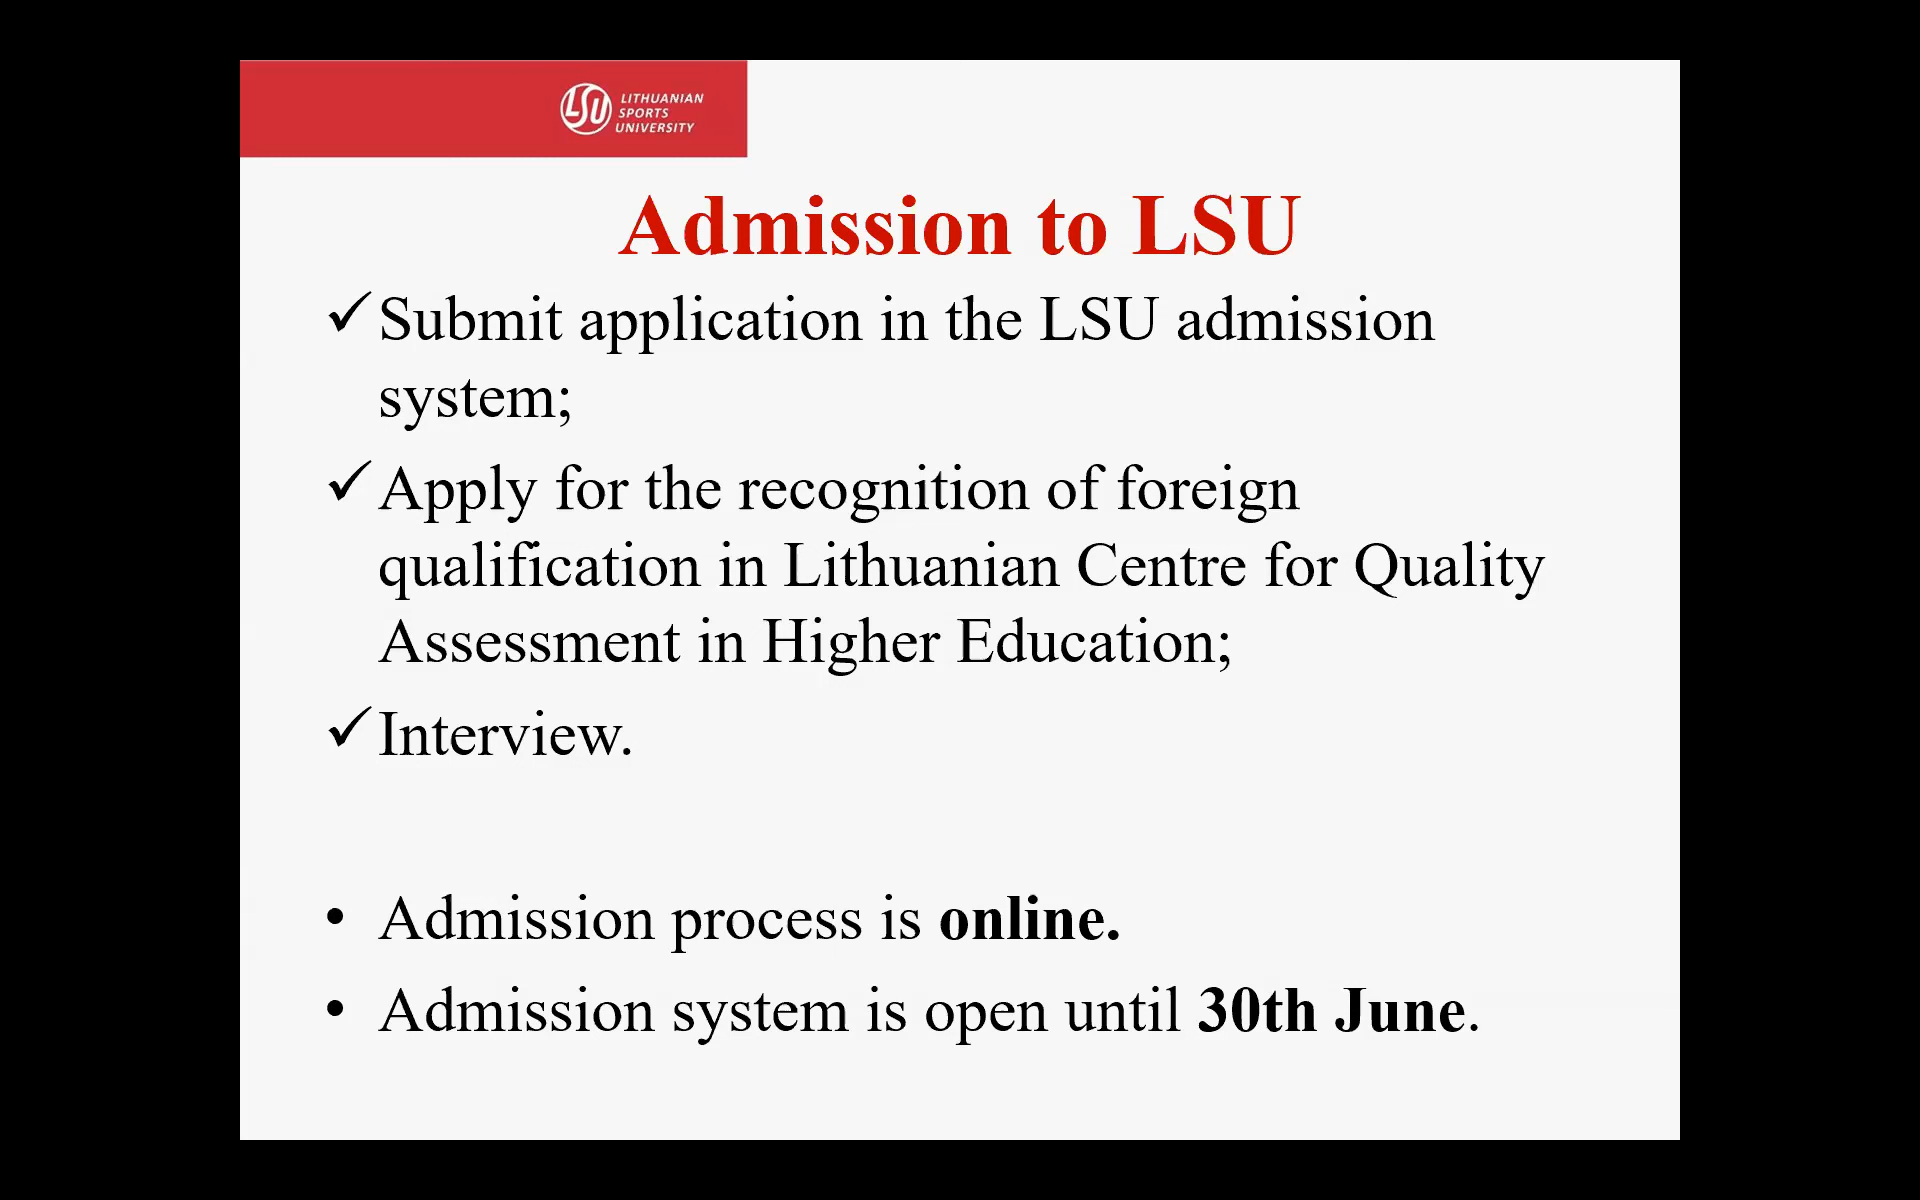 LSU LITHUANIAN
SPORTS
UNIVERSITY
Admission to LSU
✓ Submit application in the LSU admission
system;
✓ Apply for the recognition of foreign
qualification in Lithuanian Centre for Quality
Assessment in Higher Education;
✓ Interview.
• Admission process is online.
• Admission system is open until 30th June.